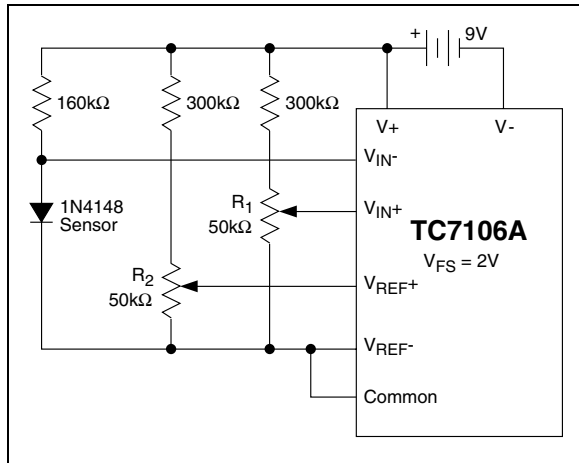 +
9V
160kΩ
300kΩ
300kΩ
V+
V-
VIN-
1N4148
Sensor
R1
50kΩ
VIN+
TC7106A
VFS = 2V
R2
50kΩ
VREF+
VREF-
Common